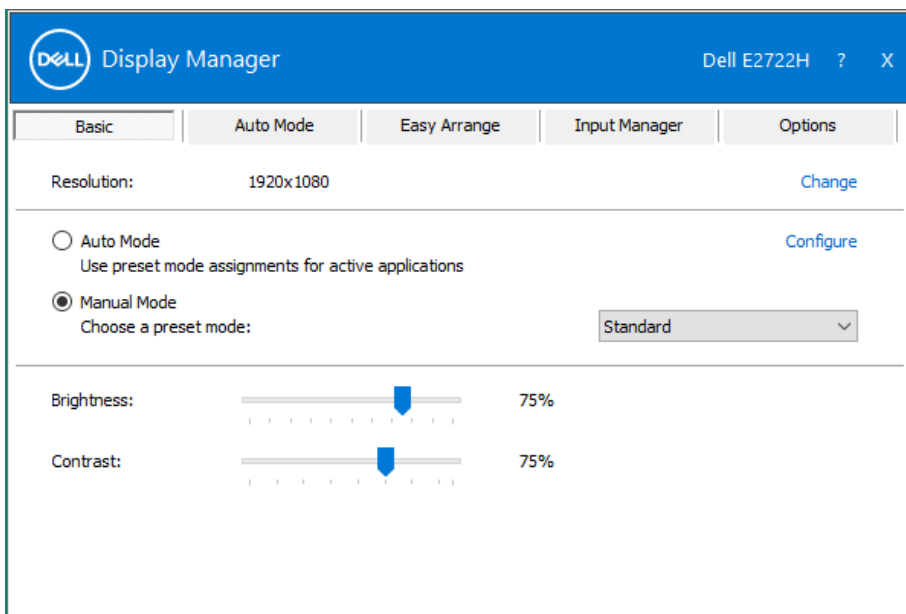 DELL Display Manager Dell E2722H ? X
Basic Auto Mode Easy Arrange Input Manager Options
Resolution: 1920x1080 Change
Auto Mode Configure
Use preset mode assignments for active applications
Manual Mode
Choose a preset mode: Standard
Brightness: 75%
Contrast: 75%